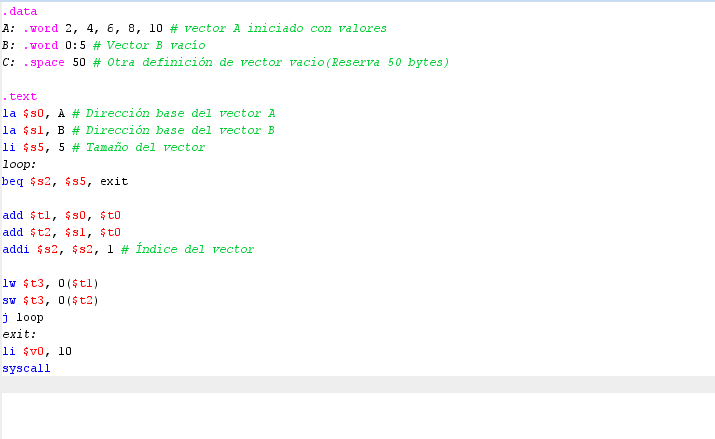 .data
A: .word 2, 4, 6, 8, 10 # vector A iniciado con valores
B: .word 0:5 # Vector B vacío
C: .space 50 # Otra definición de vector vacio(Reserva 50 bytes)
.text
la $s0, A # Dirección base del vector A
la $s1, B # Dirección base del vector B
li $s5, 5 # Tamaño del vector
loop:
beq $s2, $s5, exit
add $t1, $s0, $t0
add $t2, $s1, $t0
addi $s2, $s2, 1 # Índice del vector
lw $t3, 0($t1)
sw $t3, 0($t2)
j loop
exit:
li $v0, 10
syscall